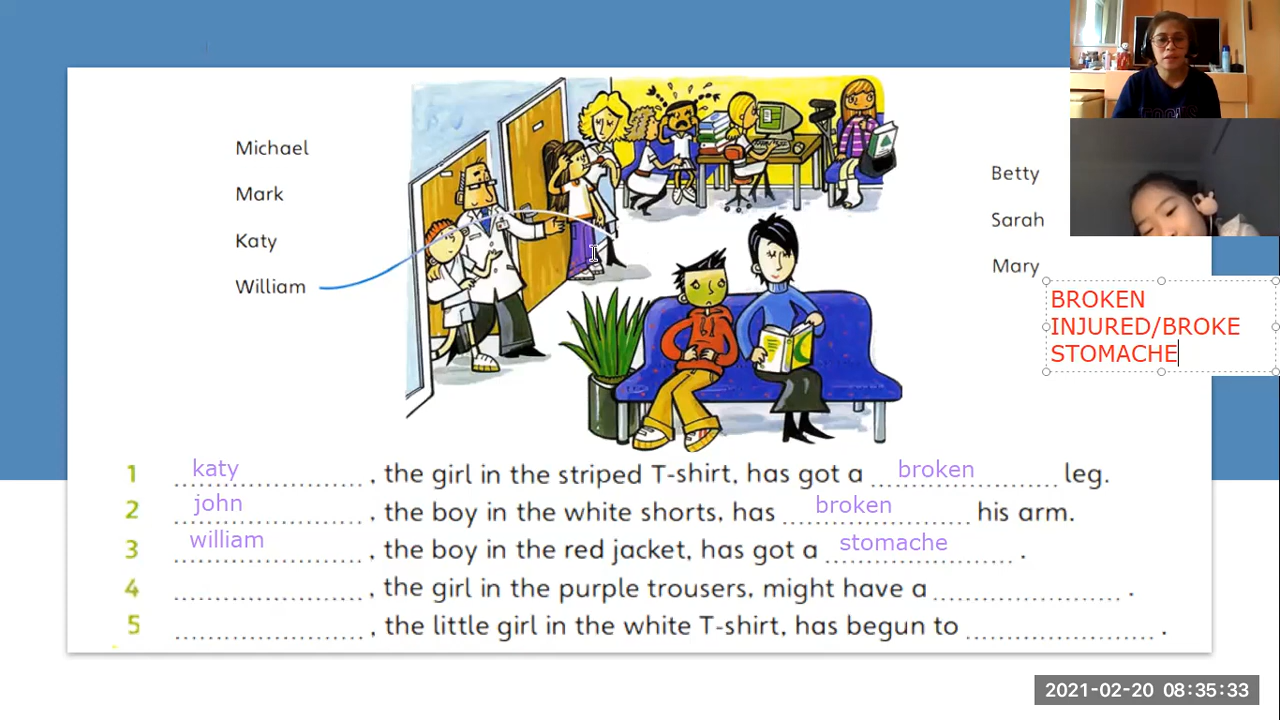 Michael
Mark
Katy
William
Betty
Sarah
Mary
BROKEN
INJURED/BROKE
STOMACHE
1 katy, the girl in the striped T-shirt, has got a broken leg.
2 john, the boy in the white shorts, has broken his arm.
3 william, the boy in the red jacket, has got a stomache.
4 ...................., the girl in the purple trousers, might have a .................... .
5 ...................., the little girl in the white T-shirt, has begun to .................... .
2021-02-20 08:35:33